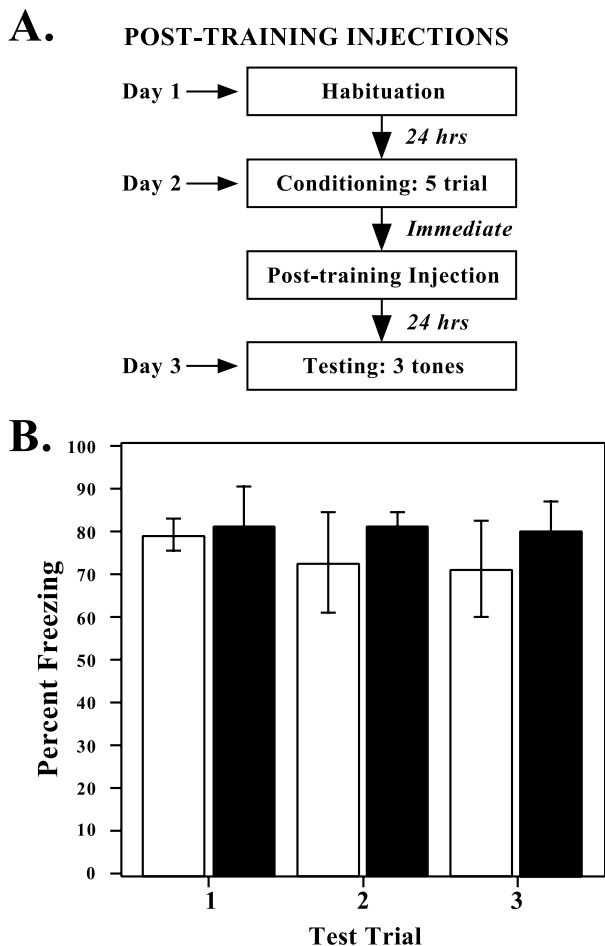 A.
POST-TRAINING INJECTIONS
Day 1
Habituation
24 hrs
Day 2
Conditioning: 5 trial
Immediate
Post-training Injection
24 hrs
Day 3
Testing: 3 tones
B.
100
90
80
70
60
50
40
30
20
10
0
Percent Freezing
1
2
3
Test Trial